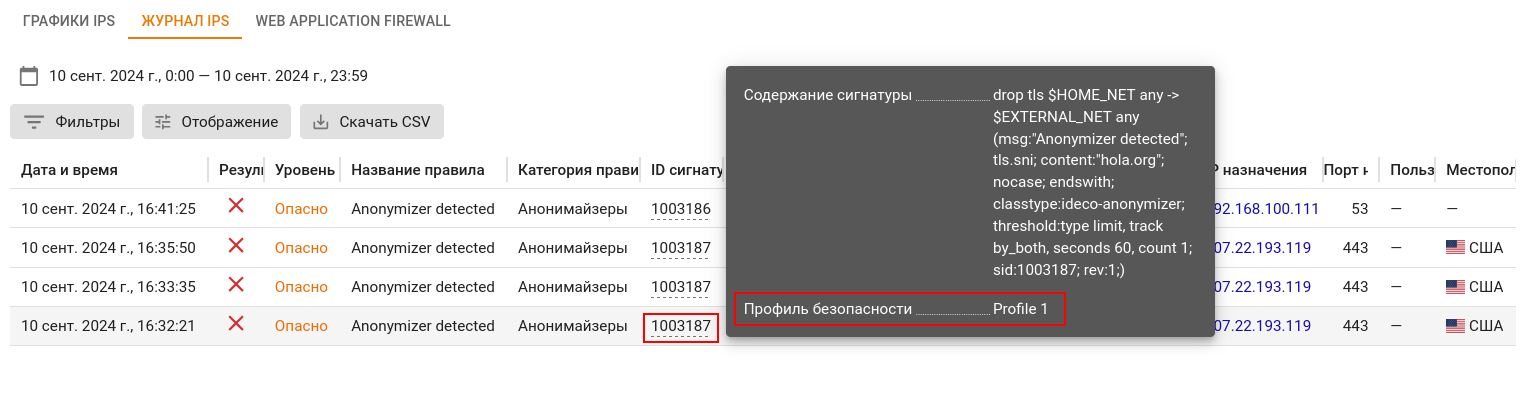 ГРАФИКИ IPS ЖУРНАЛ IPS WEB APPLICATION FIREWALL
10 сент. 2024 г., 0:00 — 10 сент. 2024 г., 23:59
Фильтры Отображение Скачать CSV
Дата и время Уровень Название правила Категория прави ID сигнату назначения Порт Польз Местопол
10 сент. 2024 г., 16:41:25 Опасно Anonymizer detected Анонимайзеры 1003186 92.168.100.111 53 — —
10 сент. 2024 г., 16:35:50 Опасно Anonymizer detected Анонимайзеры 1003187 07.22.193.119 443 — США
10 сент. 2024 г., 16:33:35 Опасно Anonymizer detected Анонимайзеры 1003187 07.22.193.119 443 — США
10 сент. 2024 г., 16:32:21 Опасно Anonymizer detected Анонимайзеры 1003187 07.22.193.119 443 — США
Содержание сигнатуры drop tls $HOME_NET any ->
$EXTERNAL_NET any
(msg:"Anonymizer detected";
tls.sni; content:"hola.org";
nocase; endswith;
classtype:ideco-anonymizer;
threshold:type limit, track
by_both, seconds 60, count 1;
sid:1003187; rev:1;)
Профиль безопасности Profile 1